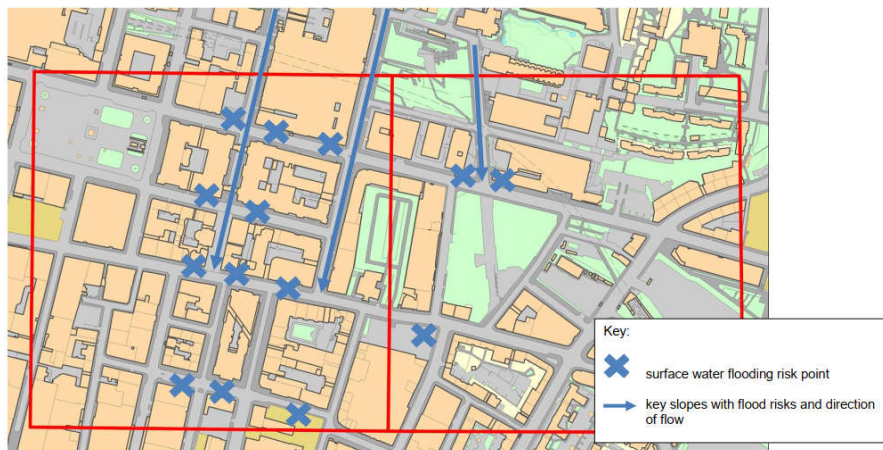 Key:
surface water flooding risk point
key slopes with flood risks and direction
of flow